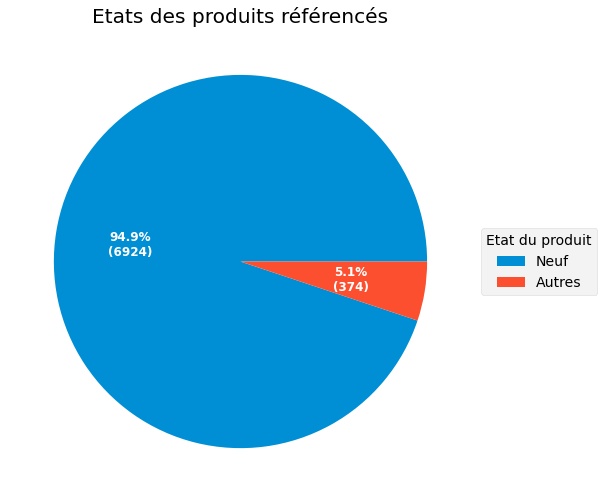 Etats des produits référencés
94.9%
(6924)
5.1%
(374)
Etat du produit
Neuf
Autres